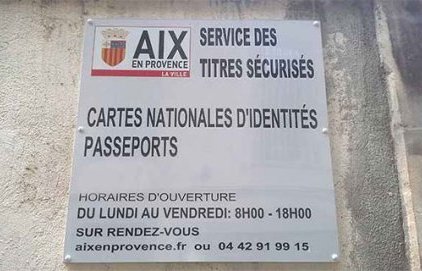 AIX
EN PROVENCE
LA VILLE
SERVICE DES
TITRES SÉCURISÉS
CARTES NATIONALES D'IDENTITÉS
PASSEPORTS
HORAIRES D'OUVERTURE
DU LUNDI AU VENDREDI: 8H00 - 18H00
SUR RENDEZ-VOUS
aixenprovence.fr ou 04 42 91 99 15